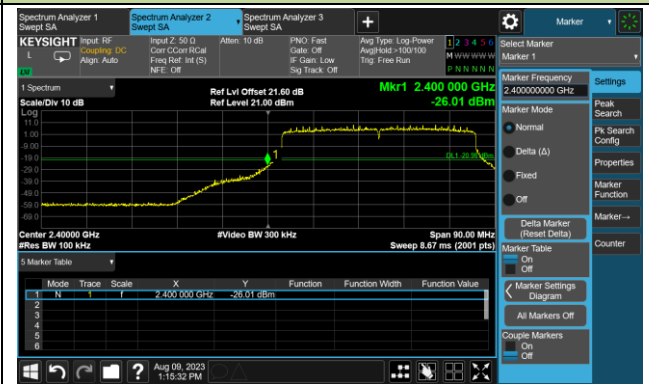 Spectrum Analyzer 1
Swept SA
Spectrum Analyzer 2
Swept SA
Spectrum Analyzer 3
Swept SA
Marker
KEYSIGHT
L
Input: RF
Coupling: DC
Align: Auto
Input Z: 50 Ω
Corr CCorr RCal
Freq Ref: Int (S)
NFE: Off
Atten: 10 dB
PNO: Fast
Gate: Off
IF Gain: Low
Sig Track: Off
Avg Type: Log-Power
Avg|Hold:>100/100
Trig: Free Run
1 2 3 4 5 6
M W W W W W
P N N N N N
Select Marker
Marker 1
1 Spectrum
Scale/Div 10 dB
Log
Ref Lvl Offset 21.60 dB
Ref Level 21.00 dBm
Mkr1 2.400 000 GHz
-26.01 dBm
11.0
1.00
-9.00
-19.0
-29.0
-39.0
-49.0
-59.0
-69.0
1
DL1 -20.98 dBm
Center 2.40000 GHz
#Res BW 100 kHz
#Video BW 300 kHz
Span 90.00 MHz
Sweep 8.67 ms (2001 pts)
5 Marker Table
Mode Trace Scale X Y Function Function Width Function Value
1 N 1 f 2.400 000 GHz -26.01 dBm
2
3
4
5
6
Marker Frequency
2.400000000 GHz
Marker Mode
Normal
Delta (Δ)
Fixed
Off
Delta Marker
(Reset Delta)
Marker Table
On
Off
Marker Settings
Diagram
All Markers Off
Couple Markers
On
Off
Settings
Peak
Search
Pk Search
Config
Properties
Marker
Function
Marker→
Counter
Aug 09, 2023
1:15:32 PM